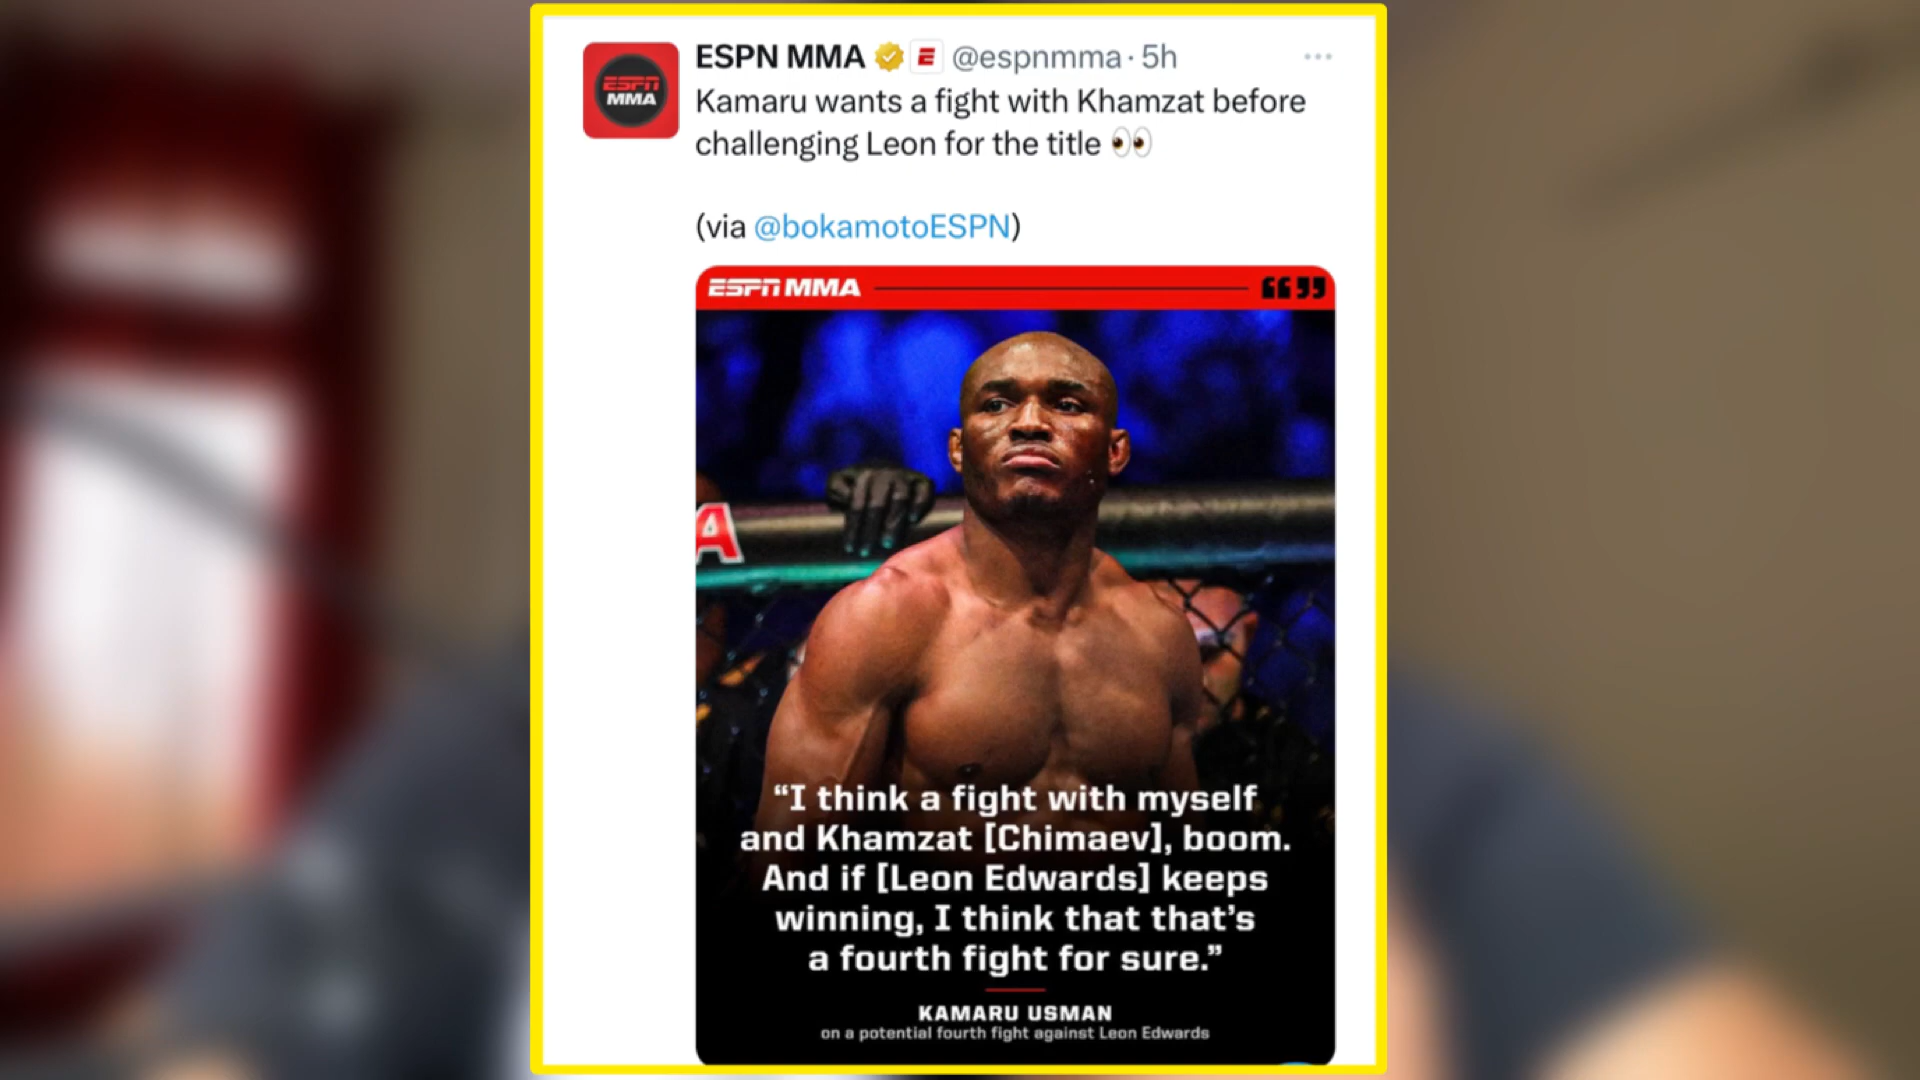 ESPN MMA @espnmma · 5h
Kamaru wants a fight with Khamzat before
challenging Leon for the title 👀
(via @bokamotoESPN)
ESPN
MMA
ESPN MMA
A
“I think a fight with myself
and Khamzat [Chimaev], boom.
And if [Leon Edwards] keeps
winning, I think that that’s
a fourth fight for sure.”
KAMARU USMAN
on a potential fourth fight against Leon Edwards